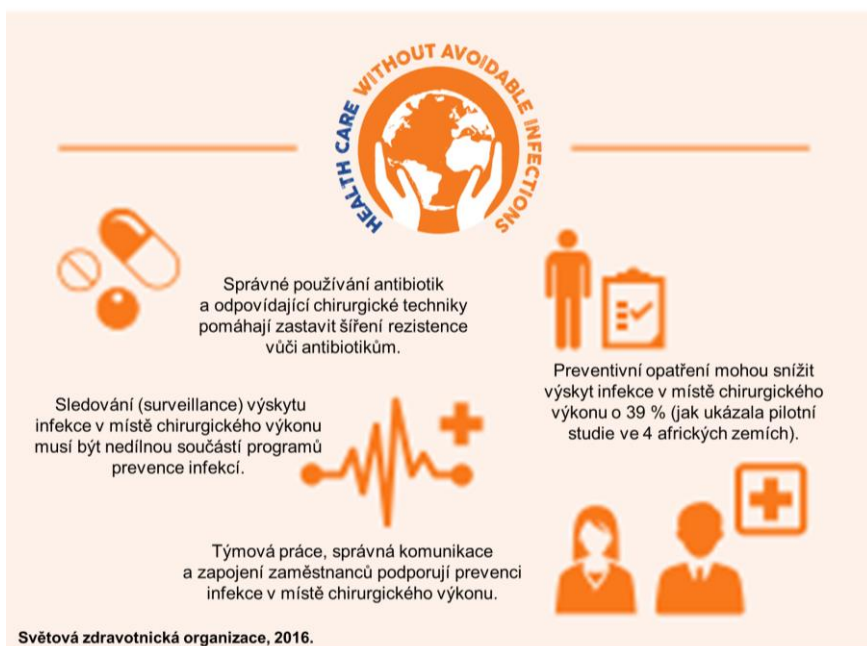 HEALTH CARE WITHOUT AVOIDABLE INFECTIONS
Správné používání antibiotik
a odpovídající chirurgické techniky
pomáhají zastavit šíření rezistence
vůči antibiotikům.
Preventivní opatření mohou snížit
výskyt infekce v místě chirurgického
výkonu o 39 % (jak ukázala pilotní
studie ve 4 afrických zemích).
Sledování (surveillance) výskytu
infekce v místě chirurgického výkonu
musí být nedílnou součástí programů
prevence infekcí.
Týmová práce, správná komunikace
a zapojení zaměstnanců podporují prevenci
infekce v místě chirurgického výkonu.
Světová zdravotnická organizace, 2016.